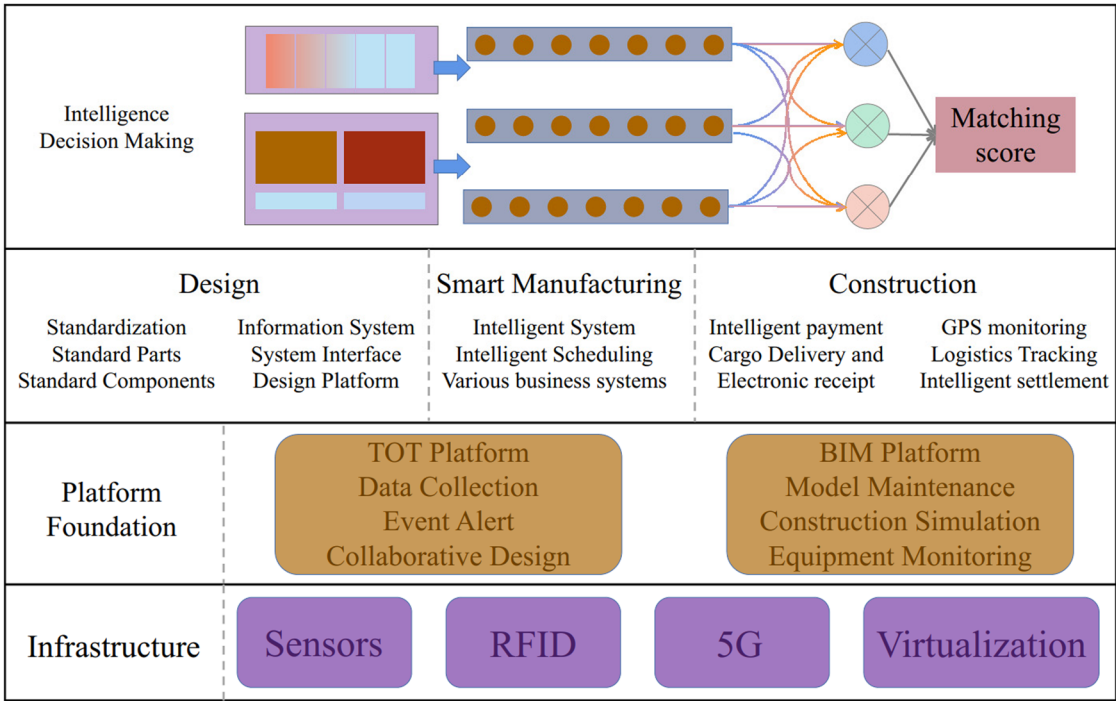 Intelligence
Decision Making
Matching
score
Design
Standardization
Standard Parts
Standard Components
Information System
System Interface
Design Platform
Smart Manufacturing
Intelligent System
Intelligent Scheduling
Various business systems
Construction
Intelligent payment
Cargo Delivery and
Electronic receipt
GPS monitoring
Logistics Tracking
Intelligent settlement
Platform
Foundation
TOT Platform
Data Collection
Event Alert
Collaborative Design
BIM Platform
Model Maintenance
Construction Simulation
Equipment Monitoring
Infrastructure
Sensors
RFID
5G
Virtualization